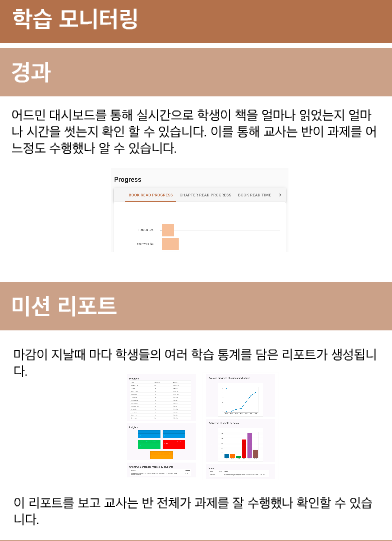 학습 모니터링
경과
어드민 대시보드를 통해 실시간으로 학생이 책을 얼마나 읽었는지 얼마
나 시간을 썻는지 확인 할 수 있습니다. 이를 통해 교사는 반이 과제를 어
느정도 수행했나 알 수 있습니다.
Progress
미션 리포트
마감이 지날때 마다 학생들의 여러 학습 통계를 담은 리포트가 생성됩니
다.
이 리포트를 보고 교사는 반 전체가 과제를 잘 수행했나 확인할 수 있습
니다.